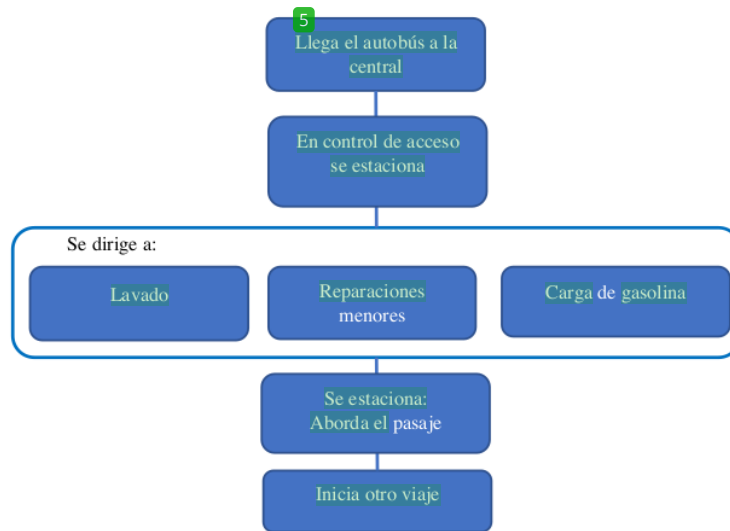 5
Llega el autobús a la
central
En control de acceso
se estaciona
Se dirige a:
Lavado
Reparaciones
menores
Carga de gasolina
Se estaciona:
Aborda el pasaje
Inicia otro viaje